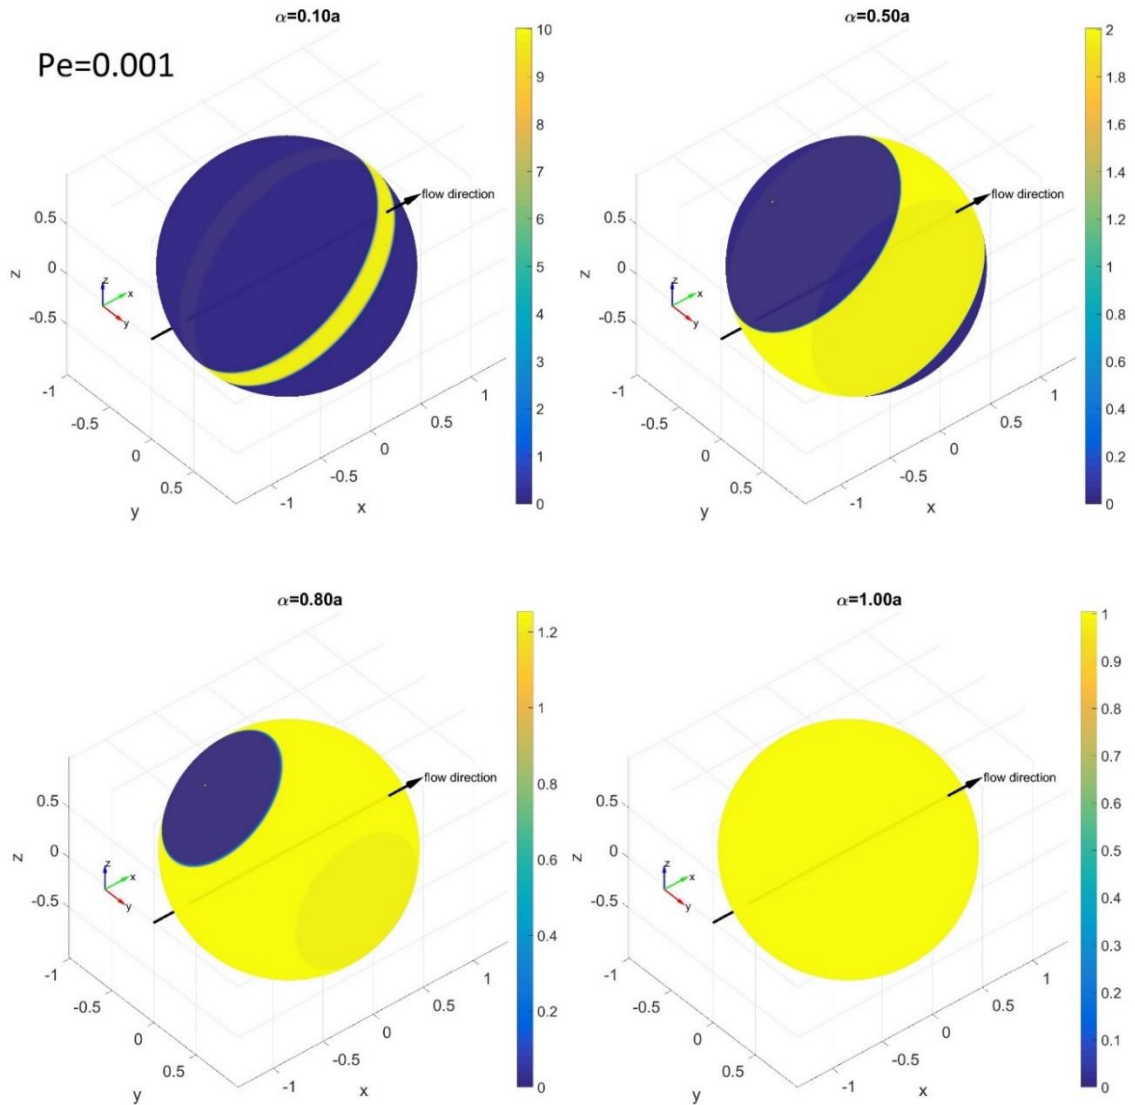 α=0.10a
Pe=0.001
flow direction
z
0.5
0
-0.5
z
x
y
-1
-0.5
0
0.5
y
-1
-0.5
0
0.5
1
x
10
9
8
7
6
5
4
3
2
1
0
α=0.50a
flow direction
z
0.5
0
-0.5
z
x
y
-1
-0.5
0
0.5
y
-1
-0.5
0
0.5
1
x
2
1.8
1.6
1.4
1.2
1
0.8
0.6
0.4
0.2
0
α=0.80a
flow direction
z
0.5
0
-0.5
z
x
y
-1
-0.5
0
0.5
y
-1
-0.5
0
0.5
1
x
1.2
1
0.8
0.6
0.4
0.2
0
α=1.00a
flow direction
z
0.5
0
-0.5
z
x
y
-1
-0.5
0
0.5
y
-1
-0.5
0
0.5
1
x
1
0.9
0.8
0.7
0.6
0.5
0.4
0.3
0.2
0.1
0